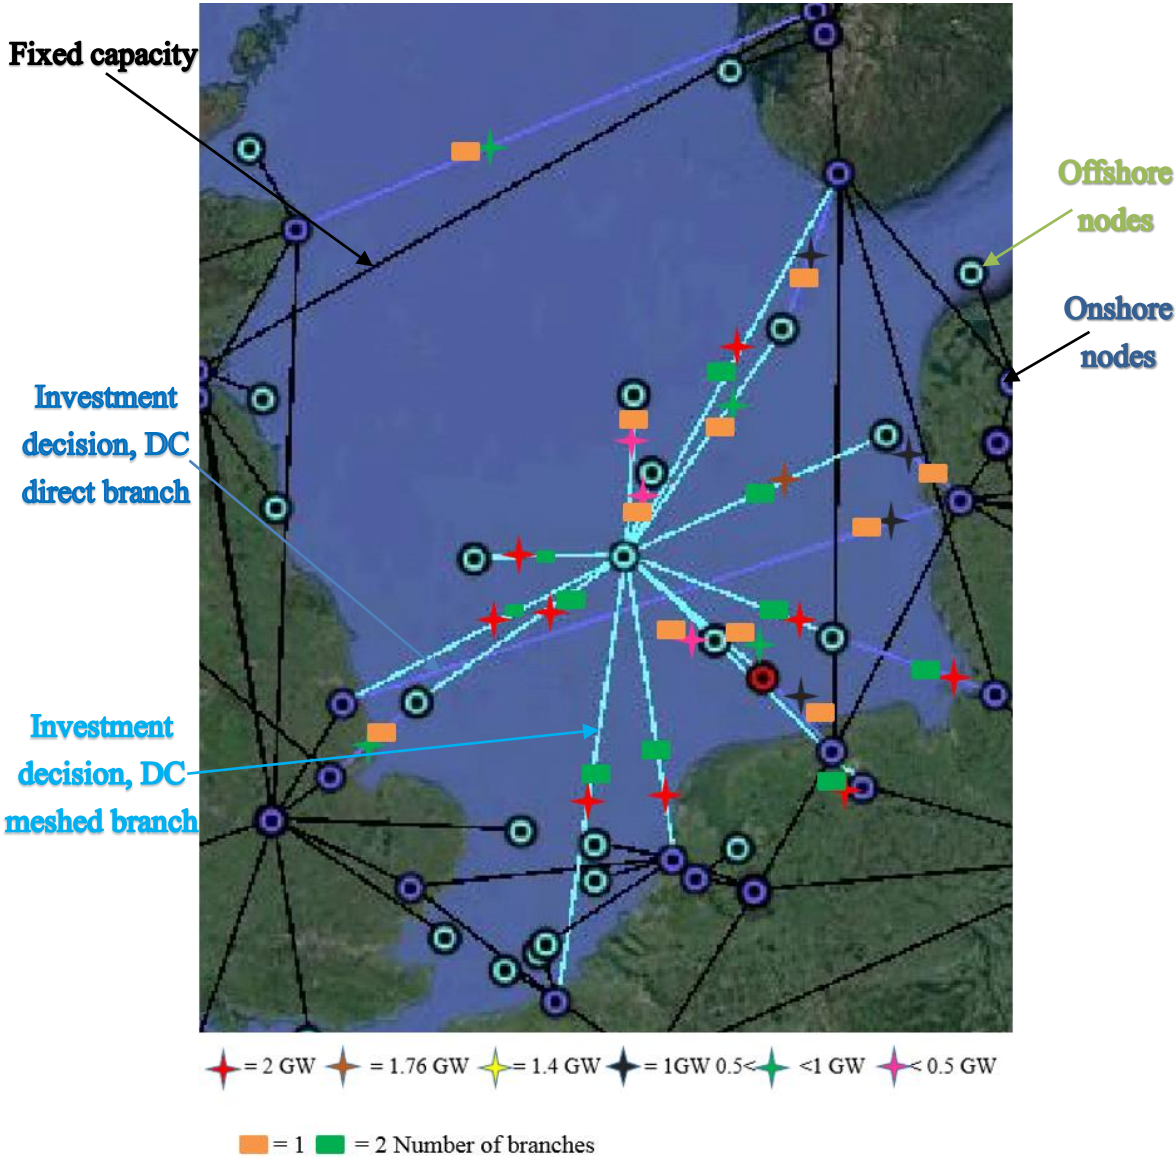 Fixed capacity
Offshore
nodes
Onshore
nodes
Investment
decision, DC
direct branch
Investment
decision, DC
meshed branch
= 2 GW = 1.76 GW = 1.4 GW = 1GW 0.5< <1 GW < 0.5 GW
= 1 = 2 Number of branches